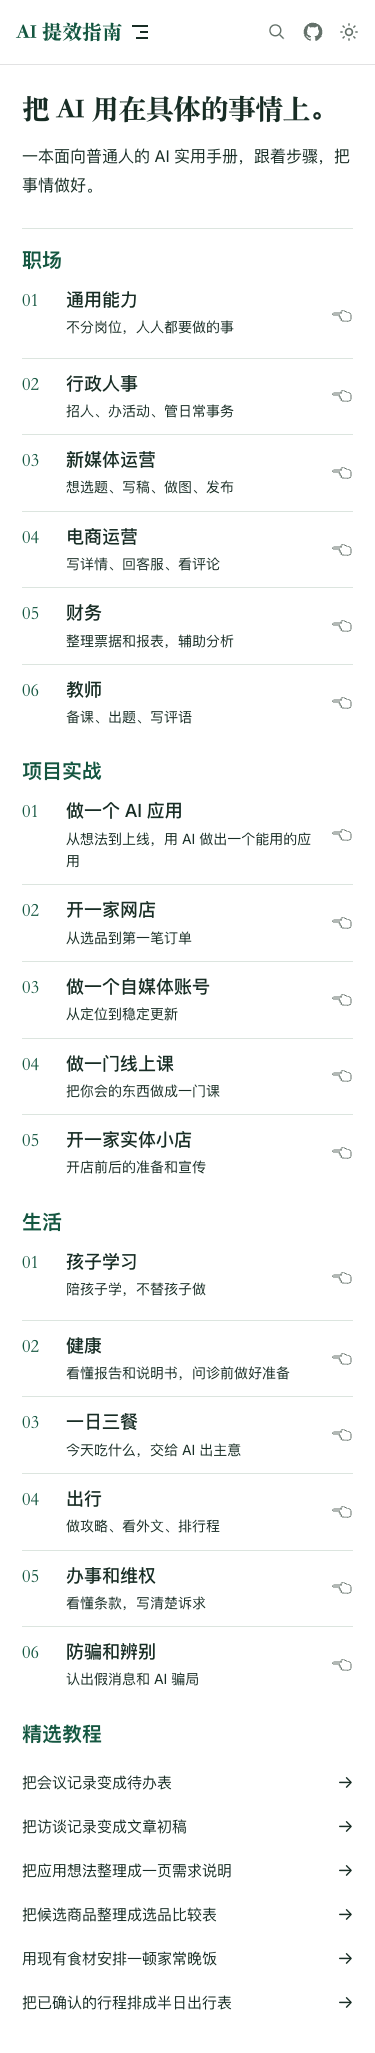 AI 提效指南
把 AI 用在具体的事情上。
一本面向普通人的 AI 实用手册，跟着步骤，把
事情做好。
职场
01 通用能力
不分岗位，人人都要做的事
02 行政人事
招人、办活动、管日常事务
03 新媒体运营
想选题、写稿、做图、发布
04 电商运营
写详情、回客服、看评论
05 财务
整理票据和报表，辅助分析
06 教师
备课、出题、写评语
项目实战
01 做一个 AI 应用
从想法到上线，用 AI 做出一个能用的应
用
02 开一家网店
从选品到第一笔订单
03 做一个自媒体账号
从定位到稳定更新
04 做一门线上课
把你会的东西做成一门课
05 开一家实体小店
开店前后的准备和宣传
生活
01 孩子学习
陪孩子学，不替孩子做
02 健康
看懂报告和说明书，问诊前做好准备
03 一日三餐
今天吃什么，交给 AI 出主意
04 出行
做攻略、看外文、排行程
05 办事和维权
看懂条款，写清楚诉求
06 防骗和辨别
认出假消息和 AI 骗局
精选教程
把会议记录变成待办表
把访谈记录变成文章初稿
把应用想法整理成一页需求说明
把候选商品整理成选品比较表
用现有食材安排一顿家常晚饭
把已确认的行程排成半日出行表